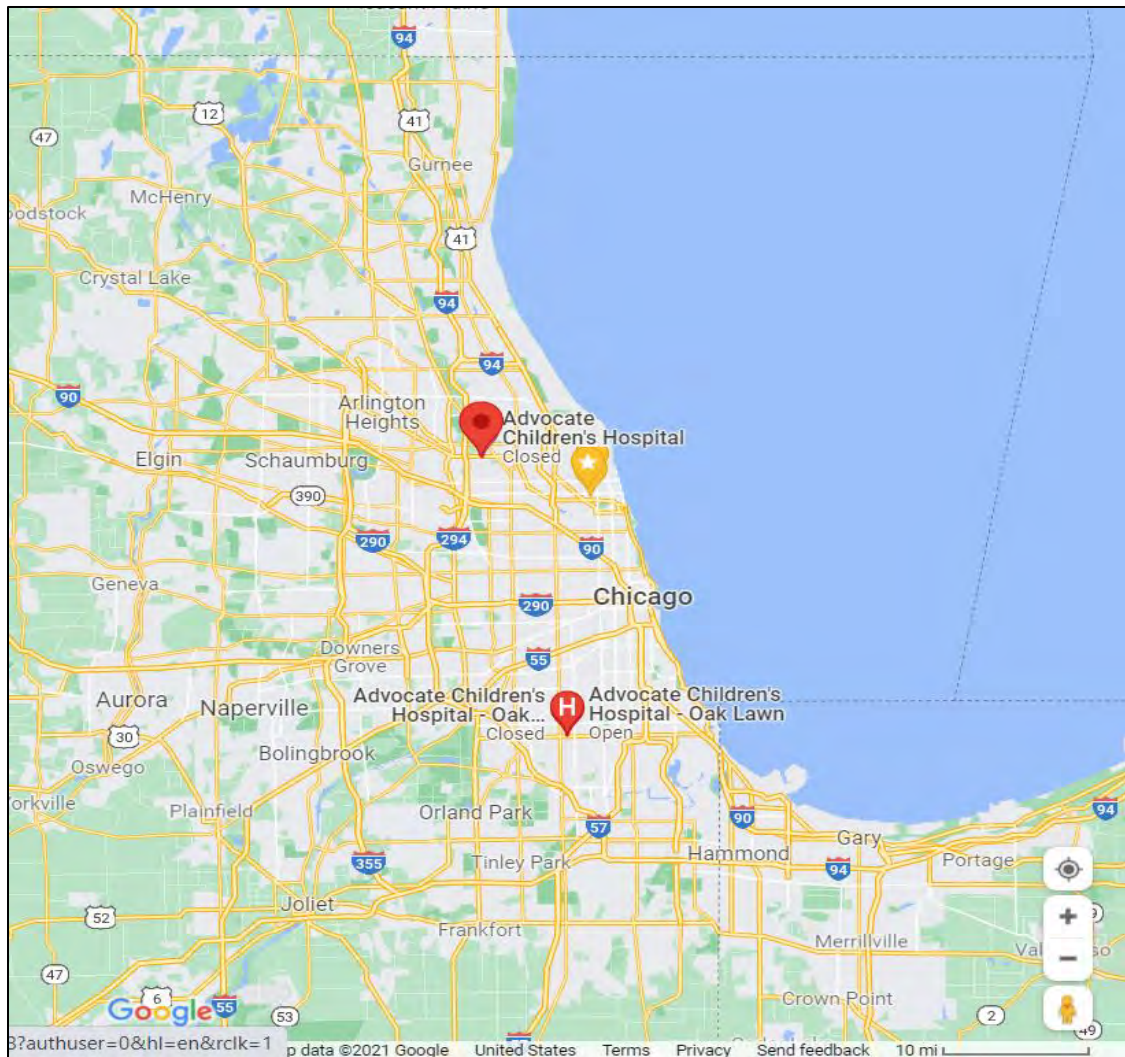 94
12
41
47
Gurnee
McHenry
oodstock
41
Crystal Lake
94
94
90
Arlington
Heights
Advocate
Children's Hospital
Closed
Elgin
Schaumburg
390
290
294
90
Geneva
Chicago
290
Downers
Grove
55
Aurora
Naperville
Advocate Children's
Hospital - Oak...
Closed
H
Advocate Children's
Hospital - Oak Lawn
Open
30
Bolingbrook
Oswego
orkville
Plainfield
Orland Park
57
90
94
Gary
355
Tinley Park
Hammond
94
Portage
Joliet
52
Frankfort
Merrillville
Val
so
9
47
6
Google
55
53
Crown Point
2
49
3?authuser=0&hl=en&rclk=1
p data ©2021 Google United States Terms Privacy Send feedback 10 mi